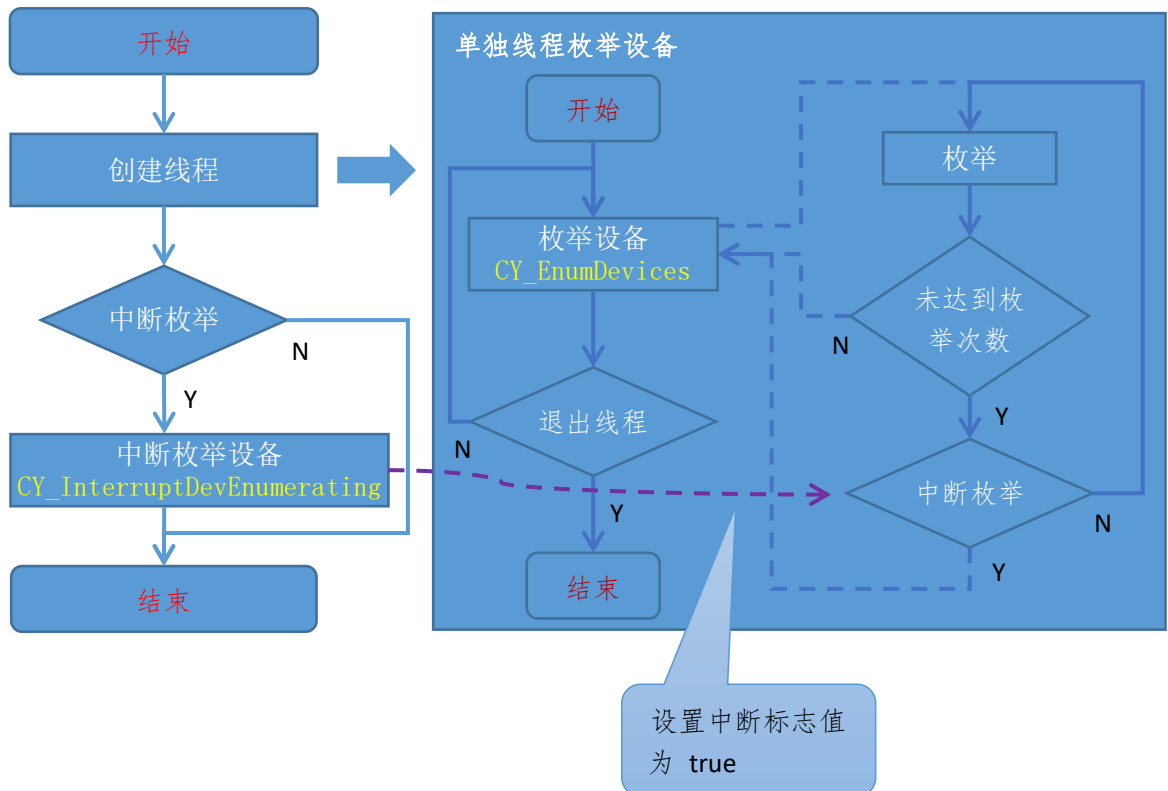 开始
创建线程
中断枚举
N
Y
中断枚举设备
CY_InterruptDevEnumerating
结束
单独线程枚举设备
开始
枚举设备
CY_EnumDevices
退出线程
N
Y
结束
枚举
未达到枚
举次数
N
Y
中断枚举
N
Y
设置中断标志值
为 true